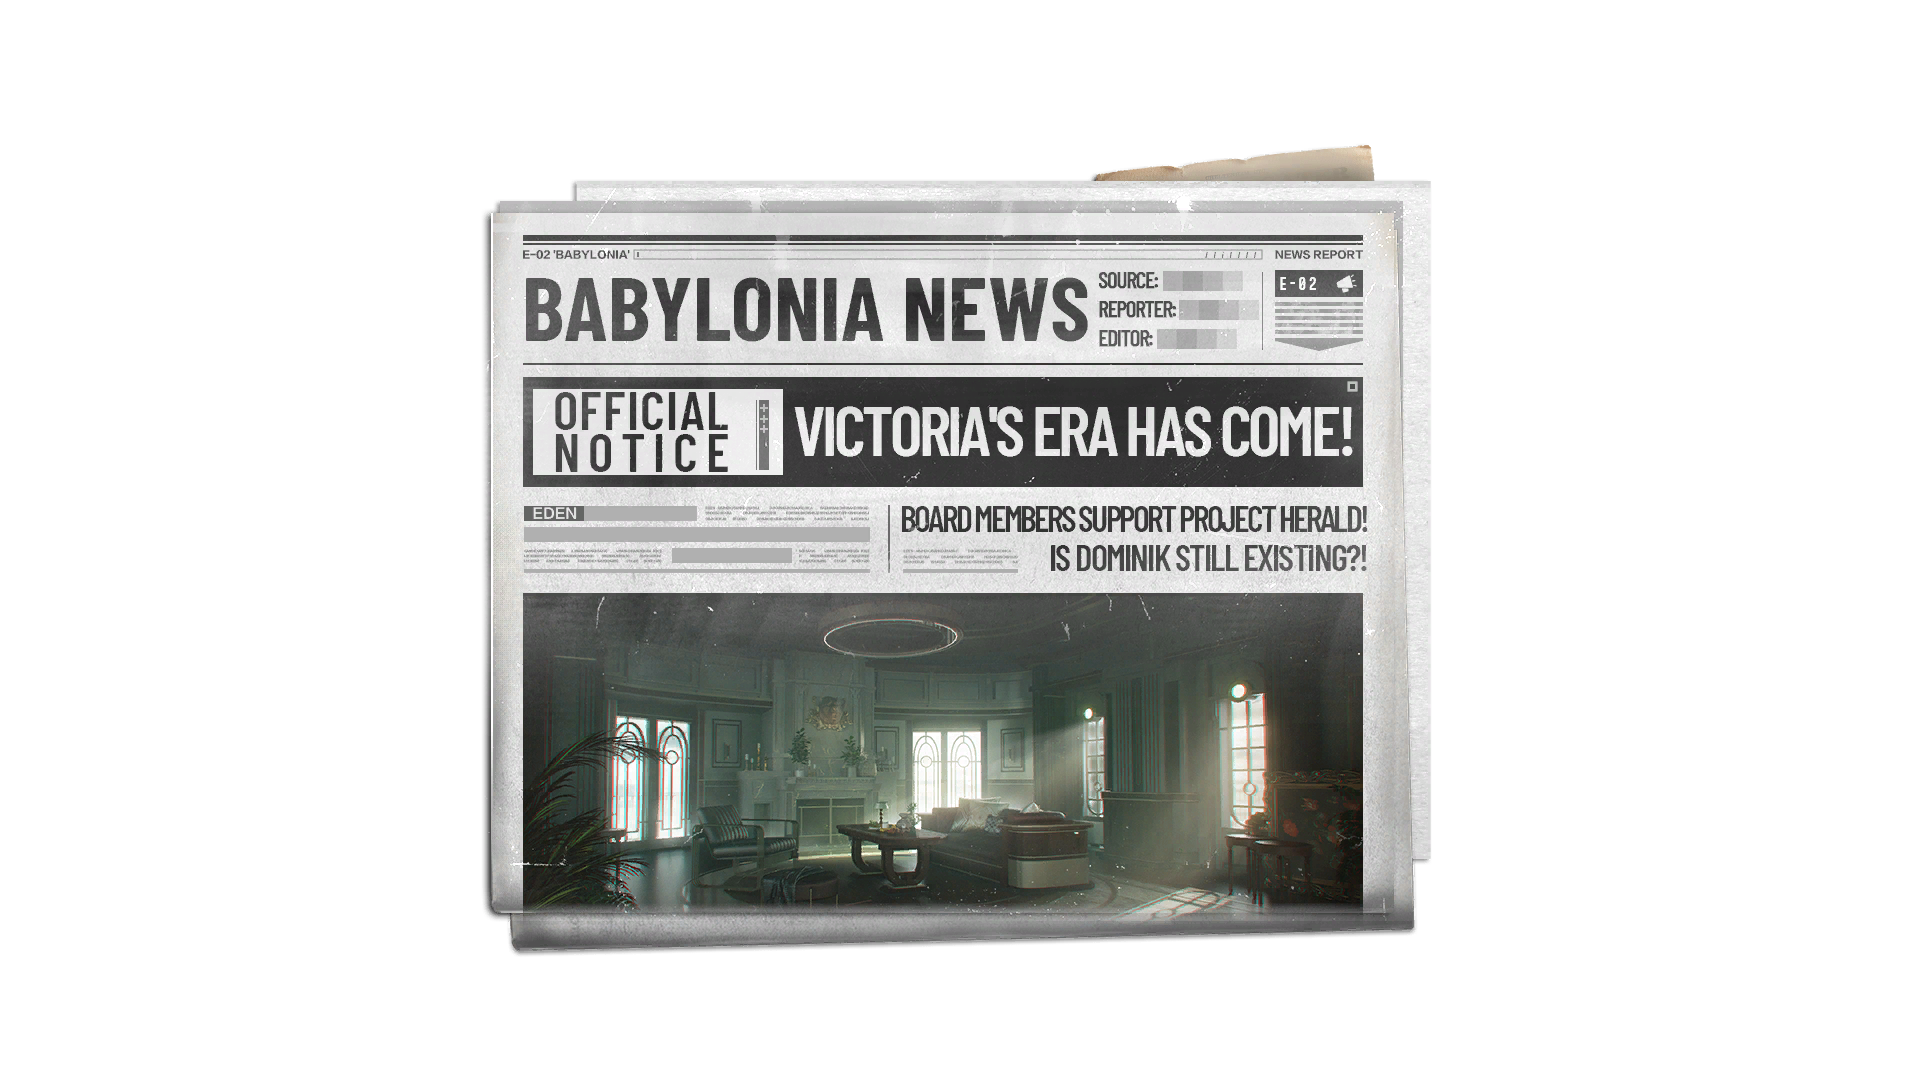 E-02 'BABYLONIA'
NEWS REPORT
BABYLONIA NEWS
SOURCE:
REPORTER:
EDITOR:
E-02
OFFICIAL
NOTICE
VICTORIA'S ERA HAS COME!
EDEN
BOARD MEMBERS SUPPORT PROJECT HERALD!
IS DOMINIK STILL EXISTING?!